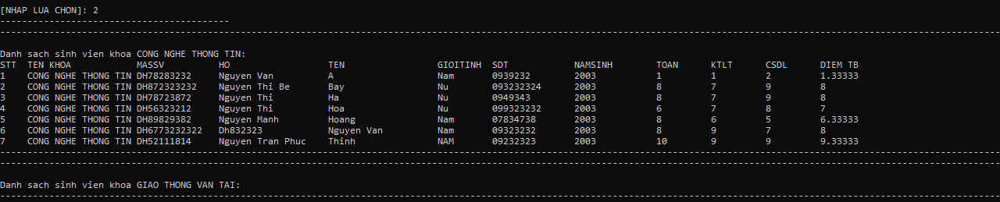 [NHAP LUA CHON]: 2
Danh sach sinh vien khoa CONG NGHE THONG TIN:
STT TEN KHOA MASSV HO TEN GIOITINH SDT NAMSINH TOAN KTLT CSDL DIEM TB
1 CONG NGHE THONG TIN DH78283232 Nguyen Van A Nam 0939232 2003 1 1 2 1.33333
2 CONG NGHE THONG TIN DH872323232 Nguyen Thi Be Bay Nu 093232324 2003 8 7 9 8
3 CONG NGHE THONG TIN DH78723872 Nguyen Thi Ha Nu 0949343 2003 8 7 9 8
4 CONG NGHE THONG TIN DH56323212 Nguyen Thi Hoa Nu 099323232 2003 6 7 8 7
5 CONG NGHE THONG TIN DH89829382 Nguyen Manh Hoang Nam 07834738 2003 8 6 5 6.33333
6 CONG NGHE THONG TIN DH6773232322 Dh832323 Nguyen Van Nam 09323232 2003 8 9 7 8
7 CONG NGHE THONG TIN DH52111814 Nguyen Tran Phuc Thinh NAM 09232323 2003 10 9 9 9.33333
Danh sach sinh vien khoa GIAO THONG VAN TAI: